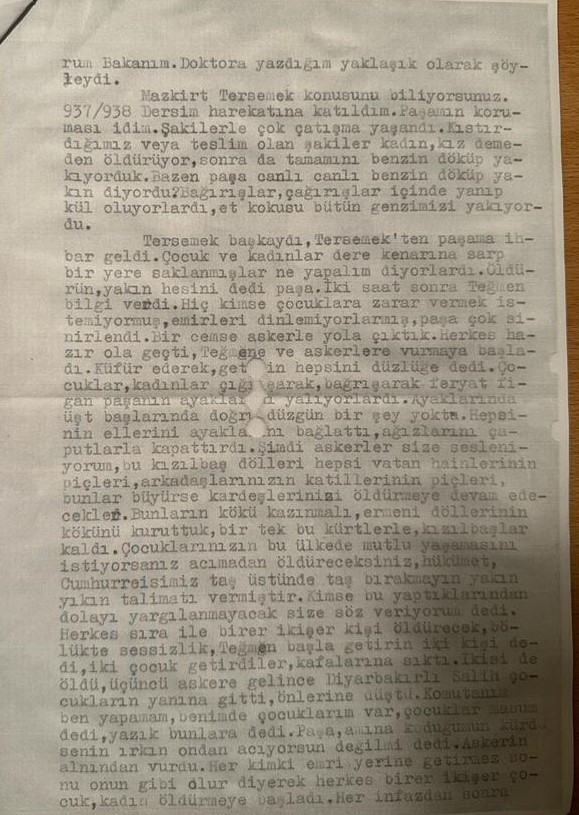 rum Bakanım.Doktora yazdığım yaklaşık olarak şöy-
leydi.
Mazkirt Tersemek konusunu biliyorsunuz.
937/938 Dersim harekatına katıldım.Paşamın koru-
ması idim.Şakilerle çok çatışma yaşandı.Kıstır-
dığımız veya teslim olan şakiler kadın,kız deme-
den öldürüyor,sonra da tamamını benzin döküp ya-
kıyorduk.Bazen paşa canlı canlı benzin döküp ya-
kın diyordu?Bağırışlar,çağırışlar içinde yanıp
kül oluyorlardı,et kokusu bütün genzimizi yakıyor-
du.
Tersemek başkaydı,Tersemek'ten paşama ih-
bar geldi.Çocuk ve kadınlar dere kenarına sarp
bir yere saklanmışlar ne yapalım diyorlardı.Öldü-
rün,yakın hesini dedi paşa.İki saat sonra Teğmen
bilgi verdi.Hiç kimse çocuklara zarar vermek is-
temiyormuş,emirleri dinlemiyorlarmış,paşa çok si-
nirlendi.Bir cemse askerle yola çıktık.Herkes ha-
zır ola geçti,Teğmene ve askerlere vurmaya başla-
dı.Küfür ederek,get in hepsini düzlüğe dedi.Ço-
cuklar,kadınlar çığı şarak,bağrışarak feryat fi-
gan paşanın ayakla yalıyorlardı.Ayaklarında
üst başlarında doğru düzgün bir şey yoktu.Hepsi-
nin ellerini ayakla nı bağlattı,ağızlarını ça-
putlarla kapattırdı.Şimdi askerler size sesleni-
yorum,bu kızılbaş dölleri hepsi vatan hainlerinin
piçleri,arkadaşlarınızın katillerinin piçleri,
bunlar büyürse kardeşlerinizi öldürmeye devam ede-
cekler.Bunların kökü kazınmalı,ermeni döllerinin
kökünü kuruttuk,bir tek bu kürtlerle,kızılbaşlar
kaldı.Çocuklarınızın bu ülkede mutlu yaşamasını
istiyorsanız acımadan öldüreceksiniz,hükümet,
Cumhurreisimiz taş üstünde taş bırakmayın yakın
yıkın talimatı vermiştir.Kimse bu yaptıklarından
dolayı yargılanmayacak size söz veriyorum dedi.
Herkes sıra ile birer ikişer kişi öldürecek,bö-
lükte sessizlik,Teğmen başla getirin iki kişi de-
di,iki çocuk getirdiler,kafalarına sıktı.İkisi de
öldü,üçüncü askere gelince Diyarbakırlı Salih ço-
cukların yanına gitti,önlerine düştü.Komutanım
ben yapamam,benimde çocuklarım var,çocuklar masum
dedi,yazık bunlara dedi.Paşa,amına koduğumun kürdü
senin ırkın ondan acıyorsun değilmi dedi.Askerin
alnından vurdu.Her kimki emri yerine getirmez so-
nu onun gibi olur diyerek herkes birer ikişer ço-
cuk,kadın öldürmeye başladı.Her infazdan sonra